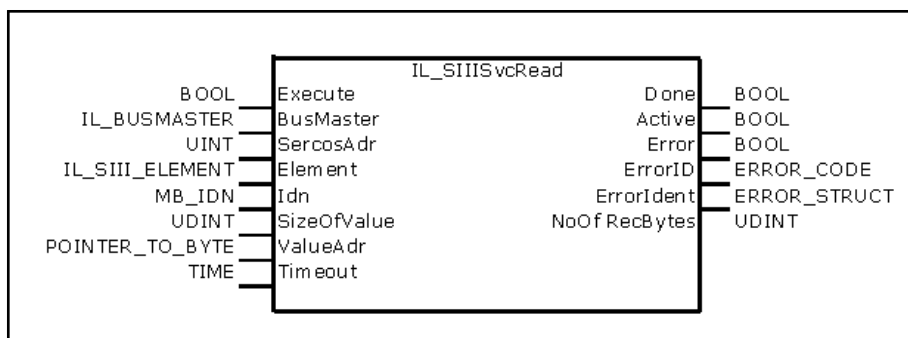 IL_SIIISvcRead
BOOL Execute Done BOOL
IL_BUSMASTER BusMaster Active BOOL
UINT SercosAdr Error BOOL
IL_SIII_ELEMENT Element ErrorID ERROR_CODE
MB_IDN Idn ErrorIdent ERROR_STRUCT
UDINT SizeOfValue NoOfRecBytes UDINT
POINTER_TO_BYTE ValueAdr
TIME Timeout